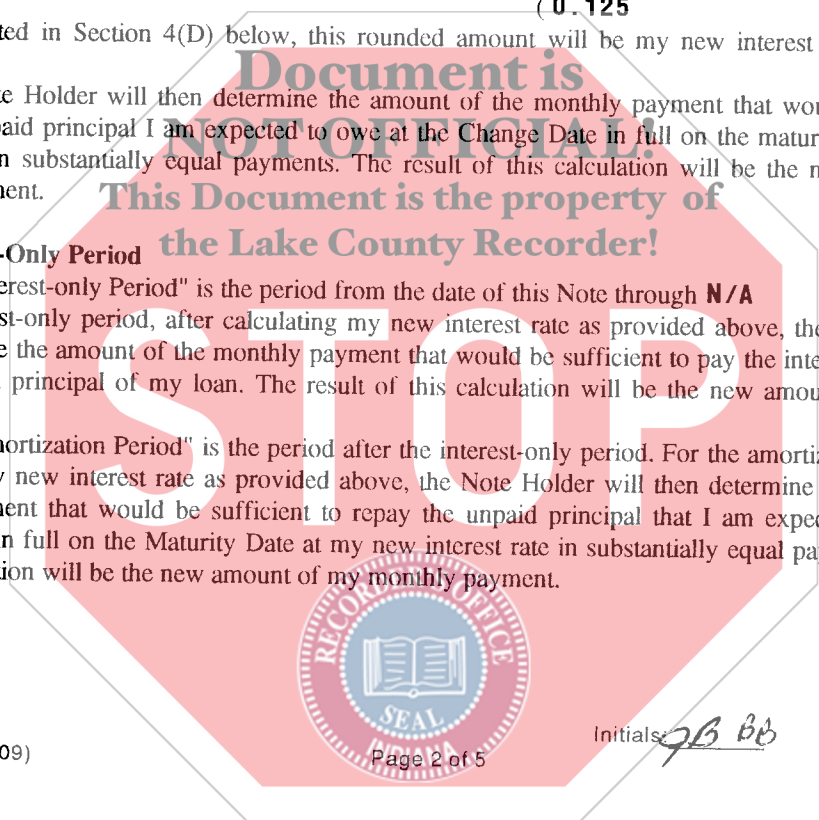 (0.125
ted in Section 4(D) below, this rounded amount will be my new interest
Document is
te Holder will then determine the amount of the monthly payment that wou
paid principal I am expected to owe at the Change Date in full on the matur
NOT OFFICIAL!
n substantially equal payments. The result of this calculation will be the n
ment.
This Document is the property of
the Lake County Recorder!
-Only Period
erest-only Period" is the period from the date of this Note through N/A
st-only period, after calculating my new interest rate as provided above, the
e the amount of the monthly payment that would be sufficient to pay the inte
principal of my loan. The result of this calculation will be the new amou
STOP
nortization Period" is the period after the interest-only period. For the amortiz
y new interest rate as provided above, the Note Holder will then determine
ment that would be sufficient to repay the unpaid principal that I am expec
in full on the Maturity Date at my new interest rate in substantially equal pa
tion will be the new amount of my monthly payment.
RECORDER'S OFFICE
SEAL
INDIANA
Initials: JB BB
09)
Page 2 of 5